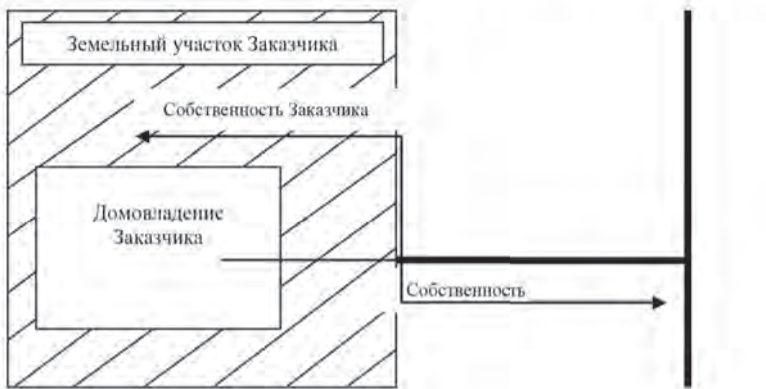 Земельный участок Заказчика
Собственность Заказчика
Домовладение
Заказчика
Собственность